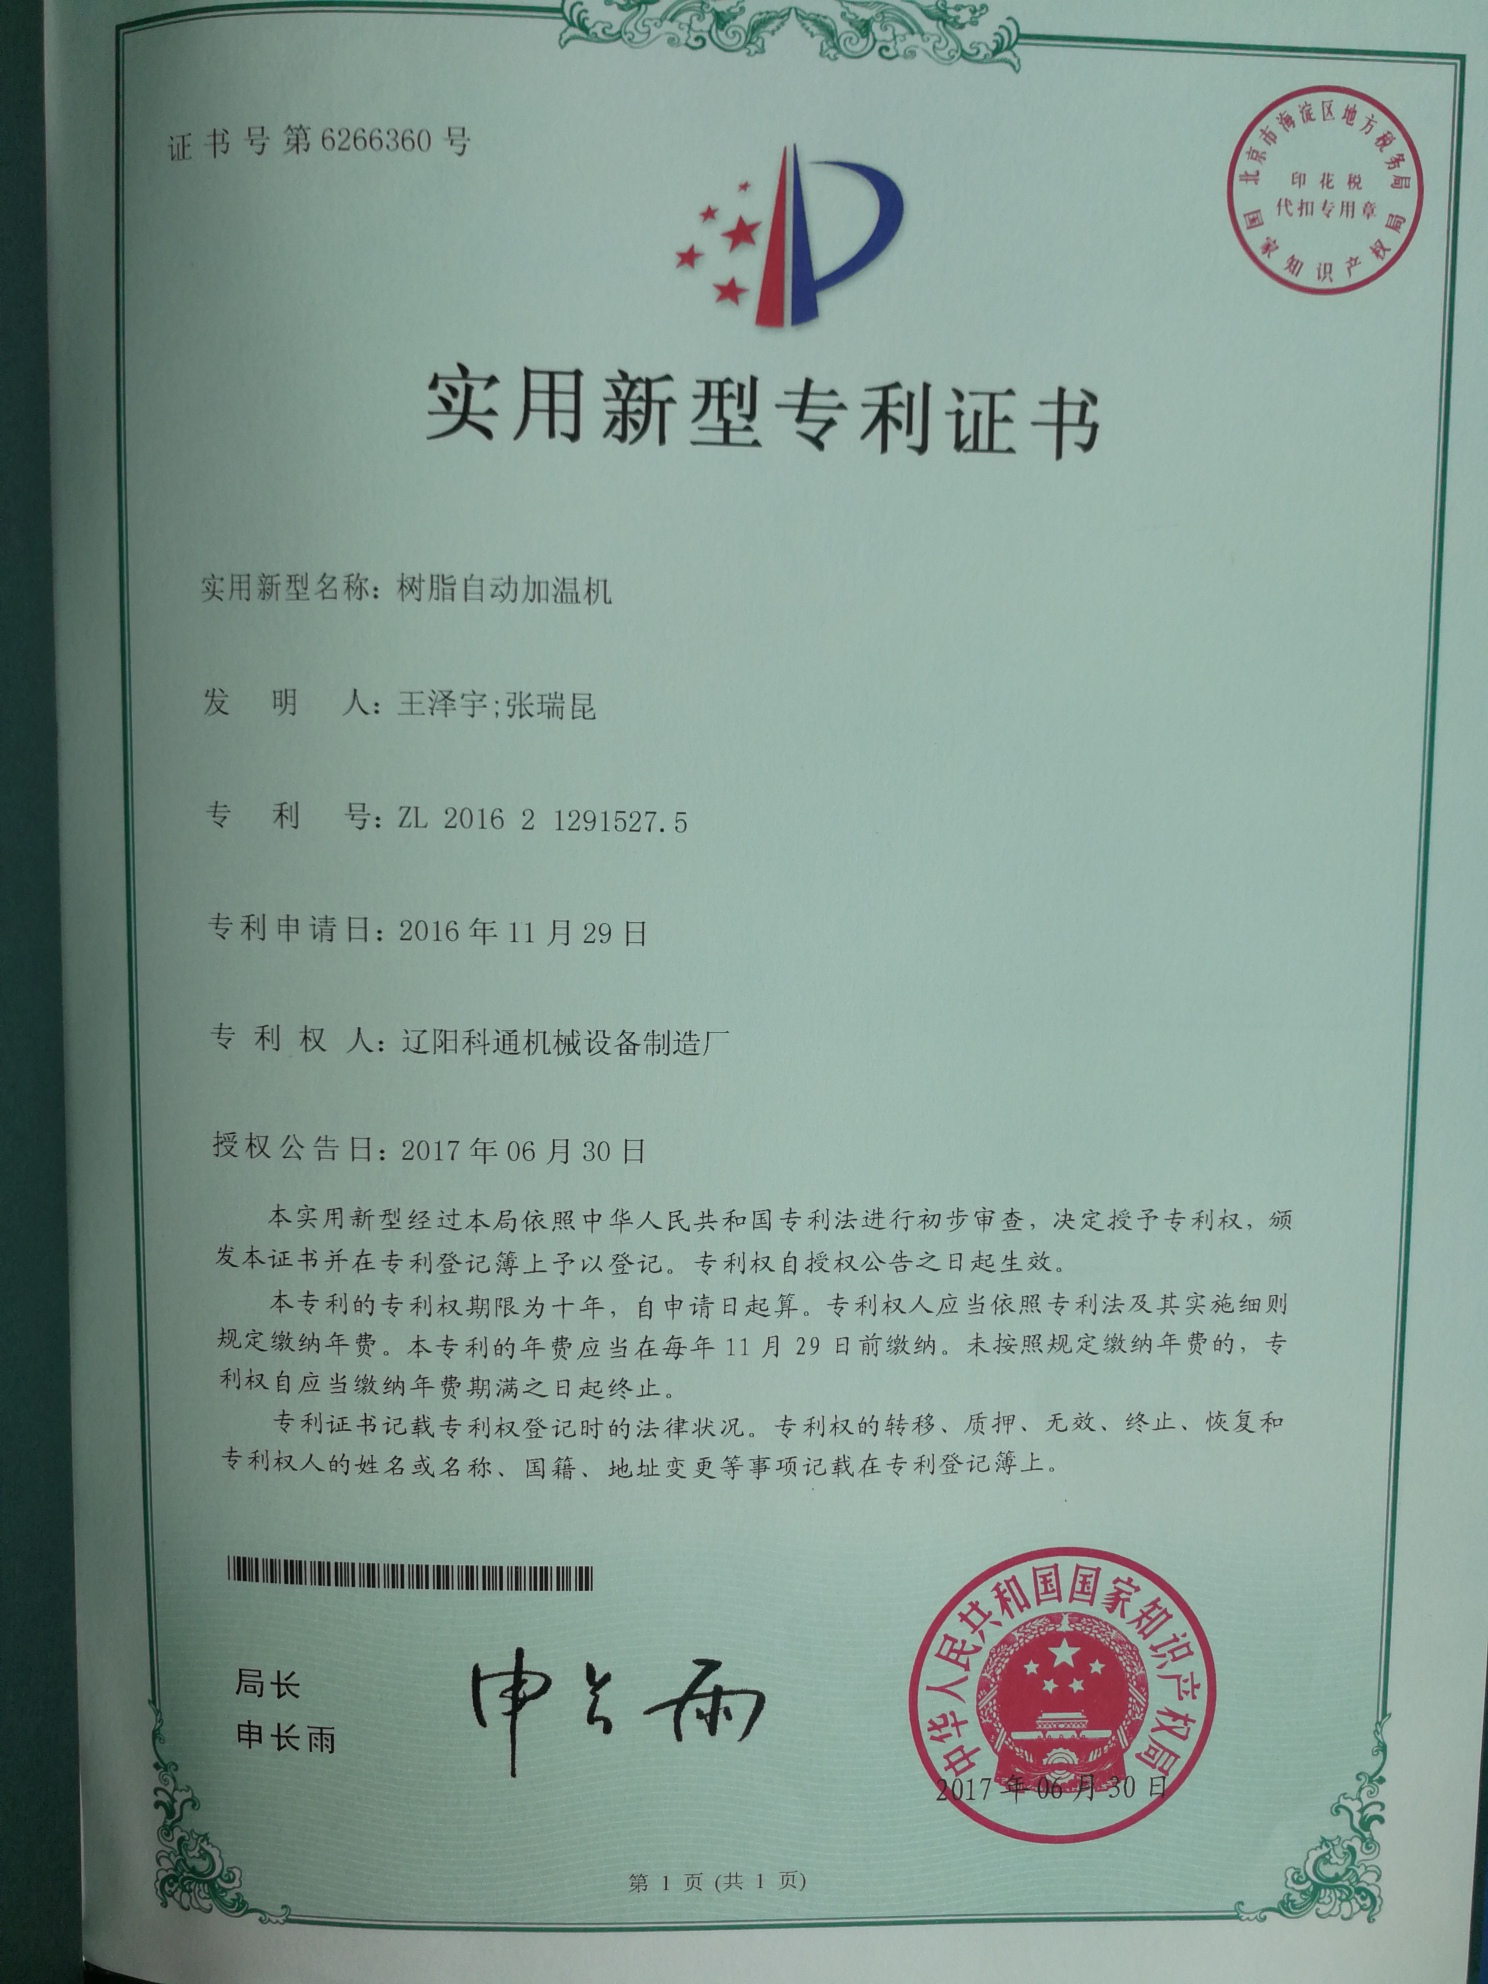 证书号第6266360号
北京市海淀区地方税务局
印花税
代扣专用章
国家知识产权局
实用新型专利证书
实用新型名称：树脂自动加温机
发明人：王泽宇;张瑞昆
专利号：ZL 2016 2 1291527.5
专利申请日：2016年11月29日
专利权人：辽阳科通机械设备制造厂
授权公告日：2017年06月30日
本实用新型经过本局依照中华人民共和国专利法进行初步审查，决定授予专利权，颁
发本证书并在专利登记簿上予以登记。专利权自授权公告之日起生效。
本专利的专利权期限为十年，自申请日起算。专利权人应当依照专利法及其实施细则
规定缴纳年费。本专利的年费应当在每年11月29日前缴纳。未按照规定缴纳年费的，专
利权自应当缴纳年费期满之日起终止。
专利证书记载专利权登记时的法律状况。专利权的转移、质押、无效、终止、恢复和
专利权人的姓名或名称、国籍、地址变更等事项记载在专利登记簿上。
局长
申长雨
申长雨
中华人民共和国国家知识产权局
2017年06月30日
第1页(共1页)